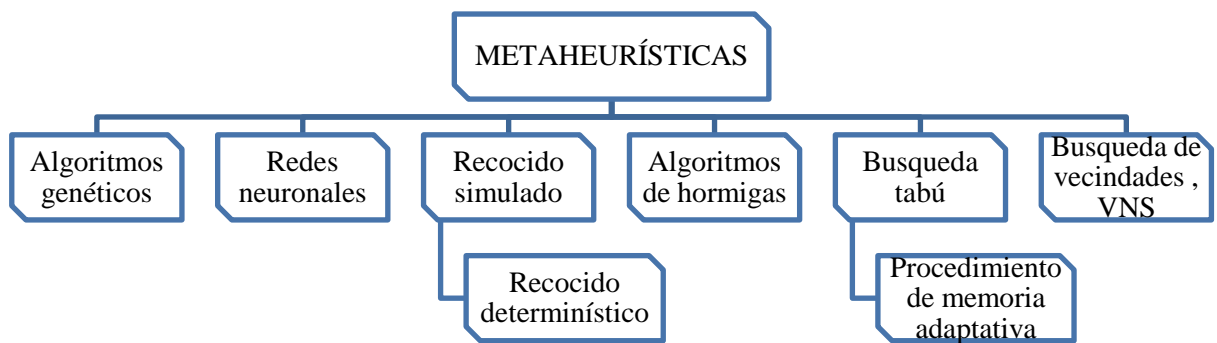 METAHEURÍSTICAS
Algoritmos
genéticos
Redes
neuronales
Recocido
simulado
Algoritmos
de hormigas
Busqueda
tabú
Busqueda de
vecindades ,
VNS
Recocido
determinístico
Procedimiento
de memoria
adaptativa